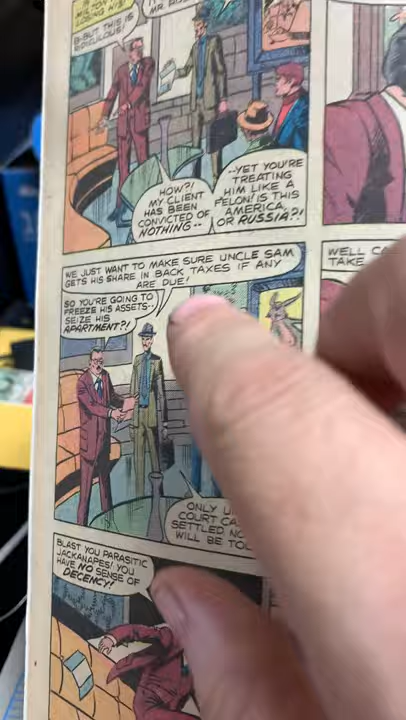 LOSING HIS
B-BUT THIS IS
RIDICULOUS!
HOW?!
MY CLIENT
HAS BEEN
CONVICTED OF
NOTHING--
--YET YOU'RE
TREATING
HIM LIKE A
FELON! IS THIS
AMERICA
OR RUSSIA?!
WE JUST WANT TO MAKE SURE UNCLE SAM
GETS HIS SHARE IN BACK TAXES IF ANY
ARE DUE!
SO YOU'RE GOING TO
FREEZE HIS ASSETS--
SEIZE HIS
APARTMENT?!
WELL
TAKE
ONLY
COURT
SETTLED
WILL BE
BLAST YOU PARASITIC
JACKANAPES! YOU
HAVE NO SENSE OF
DECENCY!